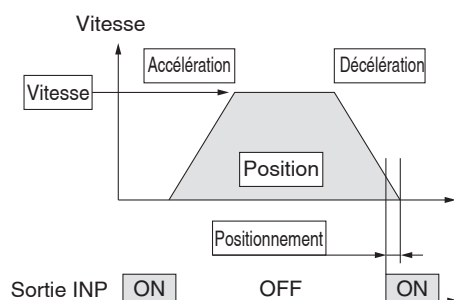 Vitesse
Accélération
Décélération
Vitesse
Position
Positionnement
Sortie INP ON OFF ON